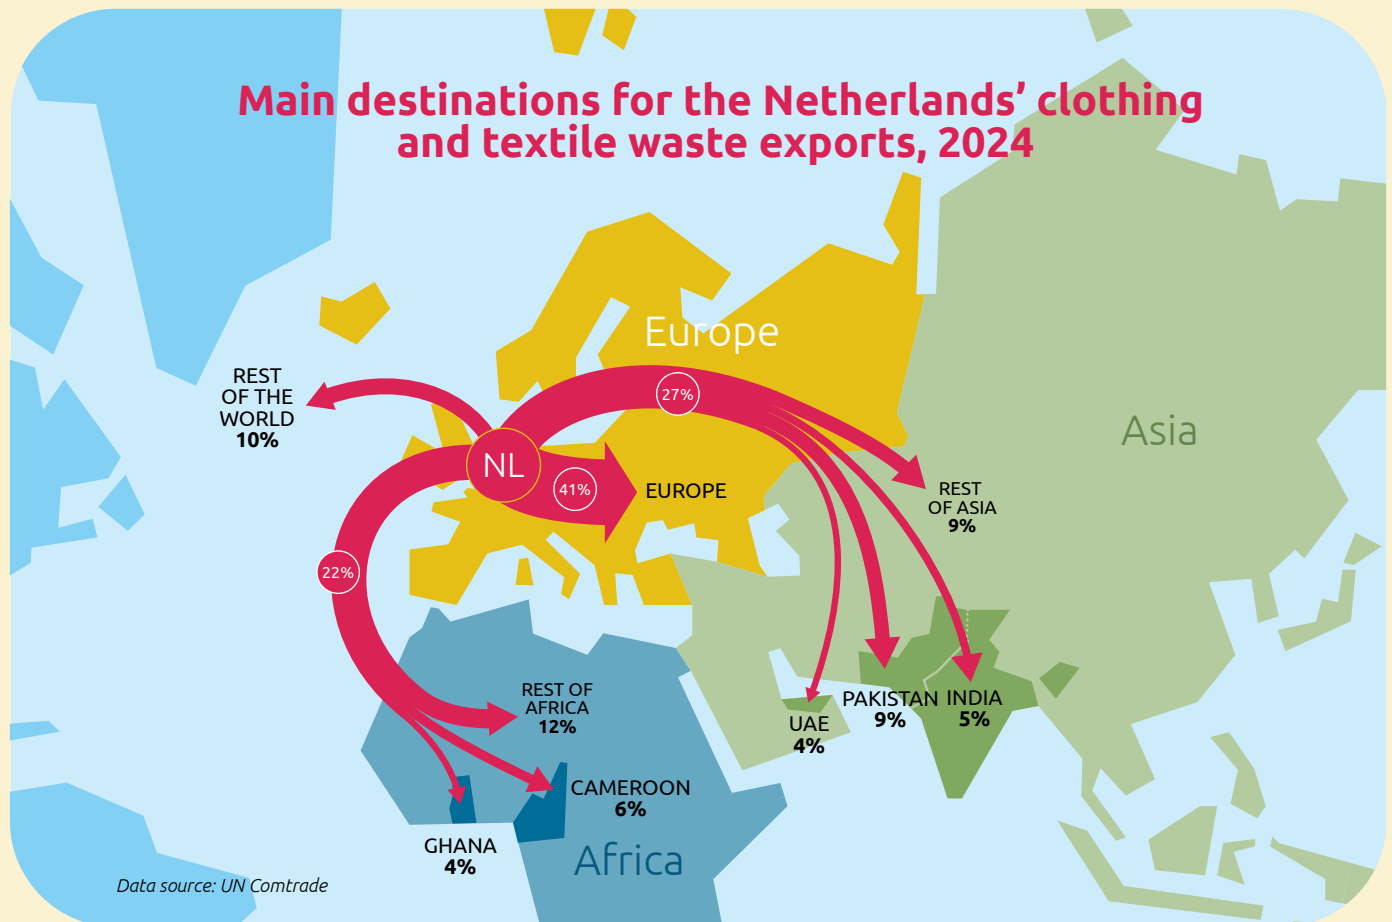 Main destinations for the Netherlands’ clothing
and textile waste exports, 2024
Europe
REST
OF THE
WORLD
10%
27%
Asia
NL
41%
EUROPE
REST
OF ASIA
9%
22%
REST OF
AFRICA
12%
PAKISTAN
9%
INDIA
5%
UAE
4%
CAMEROON
6%
GHANA
4%
Africa
Data source: UN Comtrade